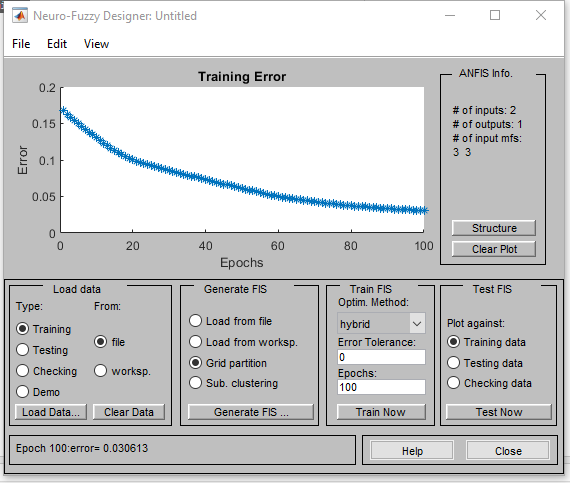 Neuro-Fuzzy Designer: Untitled
File Edit View
Training Error
0.2
0.15
0.1
0.05
0
Error
0 20 40 60 80 100
Epochs
ANFIS Info.
# of inputs: 2
# of outputs: 1
# of input mfs:
3 3
Structure
Clear Plot
Load data
Type: From:
Training
Testing
Checking
Demo
file
worksp.
Load Data... Clear Data
Generate FIS
Load from file
Load from worksp.
Grid partition
Sub. clustering
Generate FIS ...
Train FIS
Optim. Method:
hybrid
Error Tolerance:
0
Epochs:
100
Train Now
Test FIS
Plot against:
Training data
Testing data
Checking data
Test Now
Epoch 100:error= 0.030613
Help Close